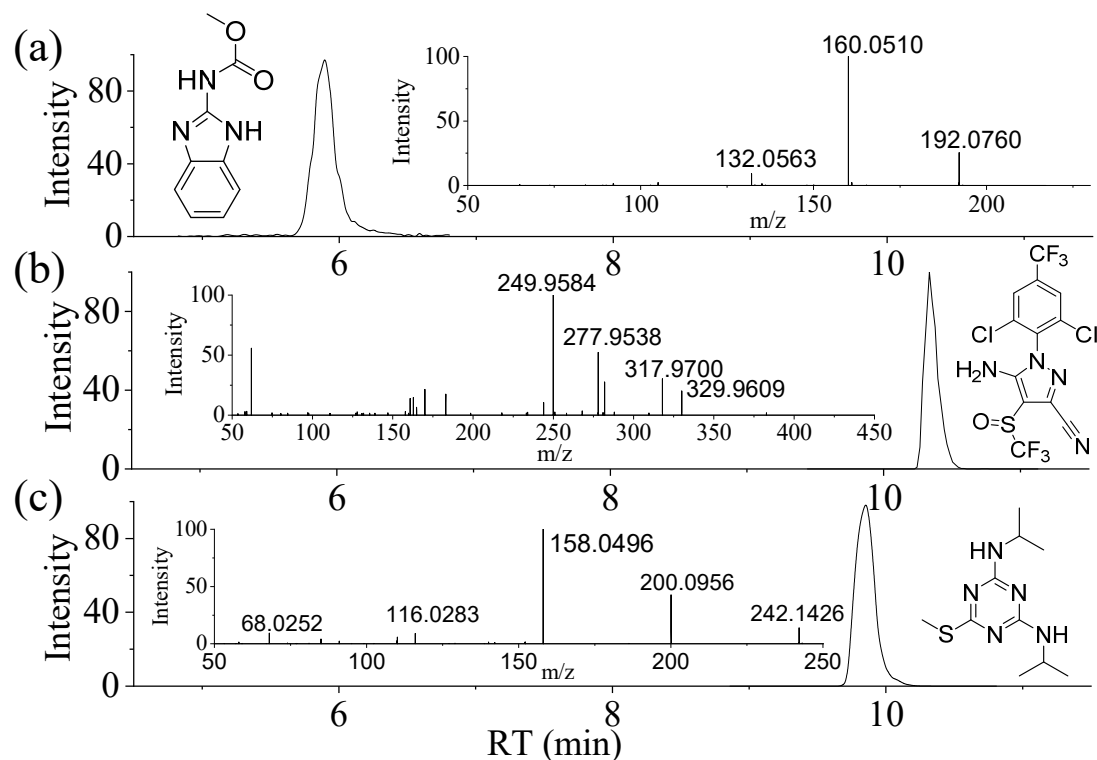 (a)
Intensity
80
40
0
O
HN
O
N
NH
Intensity
100
50
0
160.0510
192.0760
132.0563
50
100
150
200
m/z
6
8
10
(b)
Intensity
80
40
0
Intensity
100
50
0
249.9584
277.9538
317.9700
329.9609
50
100
150
200
250
300
350
400
450
m/z
CF3
Cl
Cl
N
H2N
N
O
S
CF3
N
6
8
10
(c)
Intensity
80
40
0
Intensity
100
50
0
158.0496
200.0956
242.1426
116.0283
68.0252
50
100
150
200
250
m/z
HN
N
N
S
N
NH
6
8
10
RT (min)